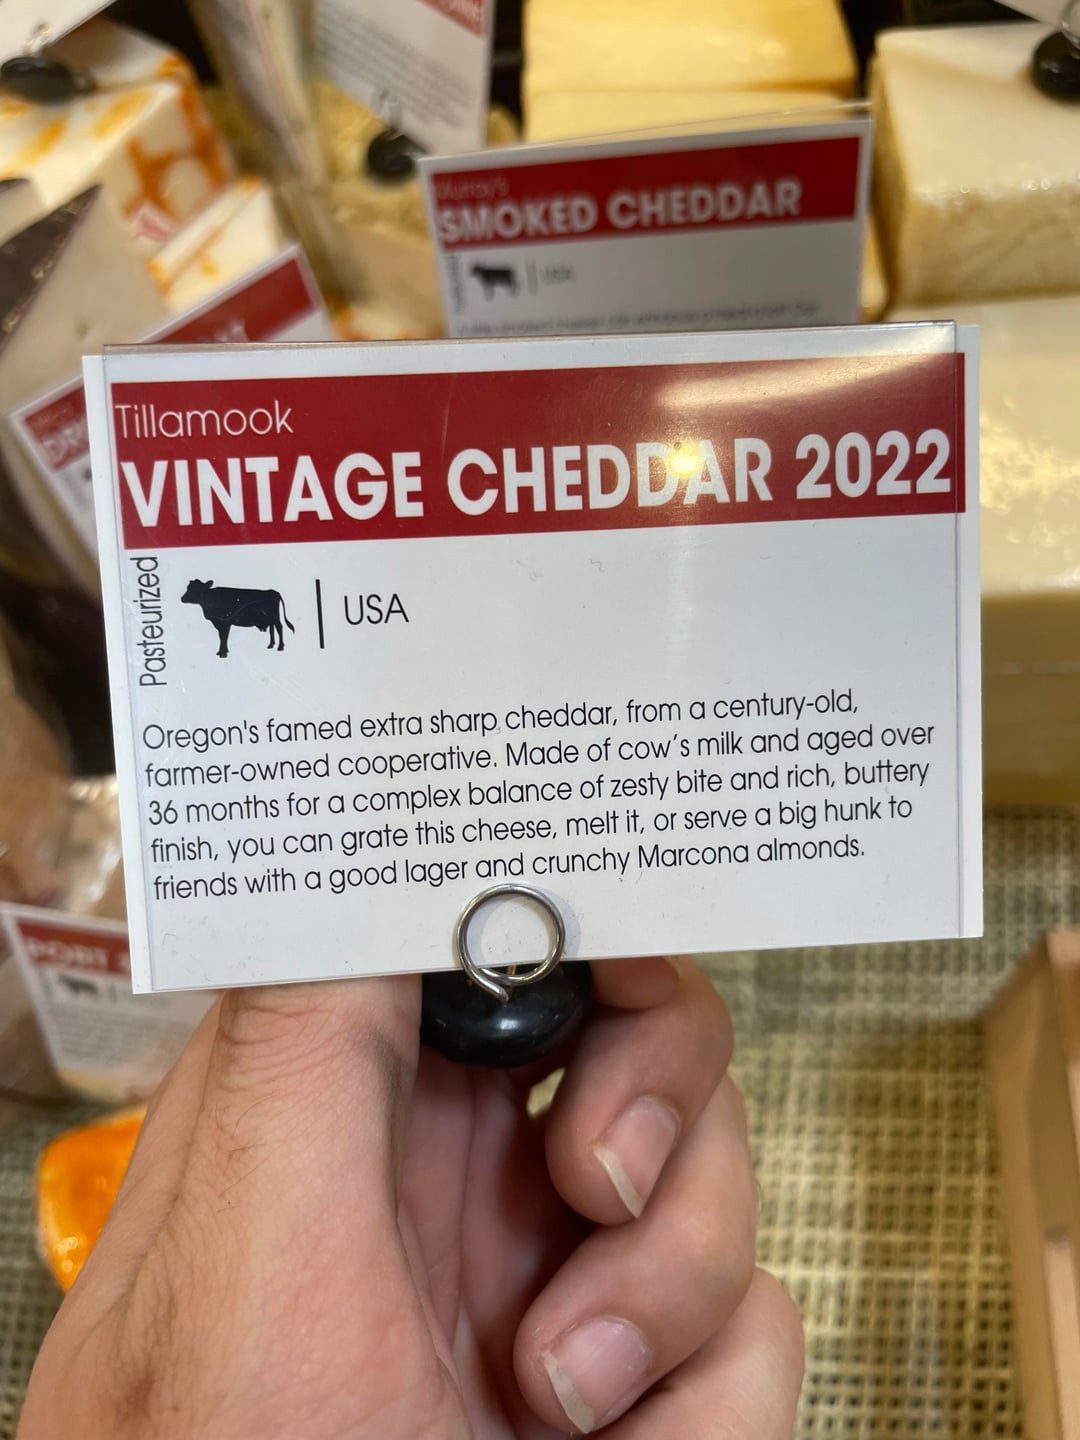 Murray's
SMOKED CHEDDAR
USA
Tillamook
VINTAGE CHEDDAR 2022
Pasteurized
USA
Oregon's famed extra sharp cheddar, from a century-old,
farmer-owned cooperative. Made of cow's milk and aged over
36 months for a complex balance of zesty bite and rich, buttery
finish, you can grate this cheese, melt it, or serve a big hunk to
friends with a good lager and crunchy Marcona almonds.
PORT